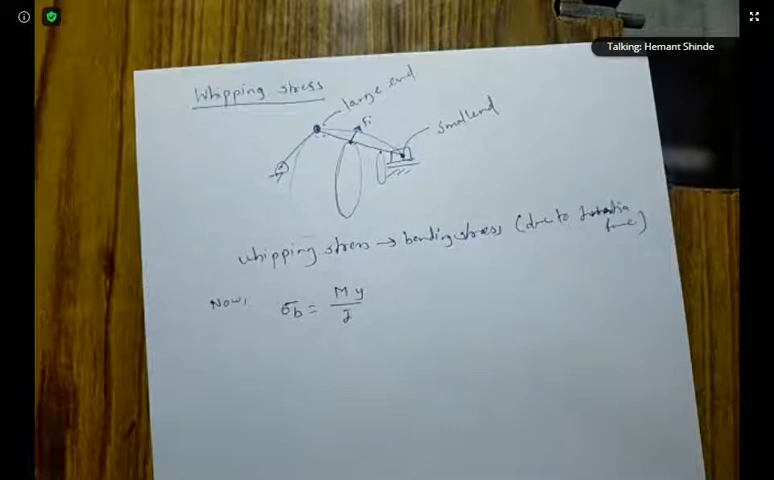 Talking: Hemant Shinde
Whipping stress
large end
Fi
small end
Whipping stress → bending stress (due to Inertia
force)
Now,
σb = My
I